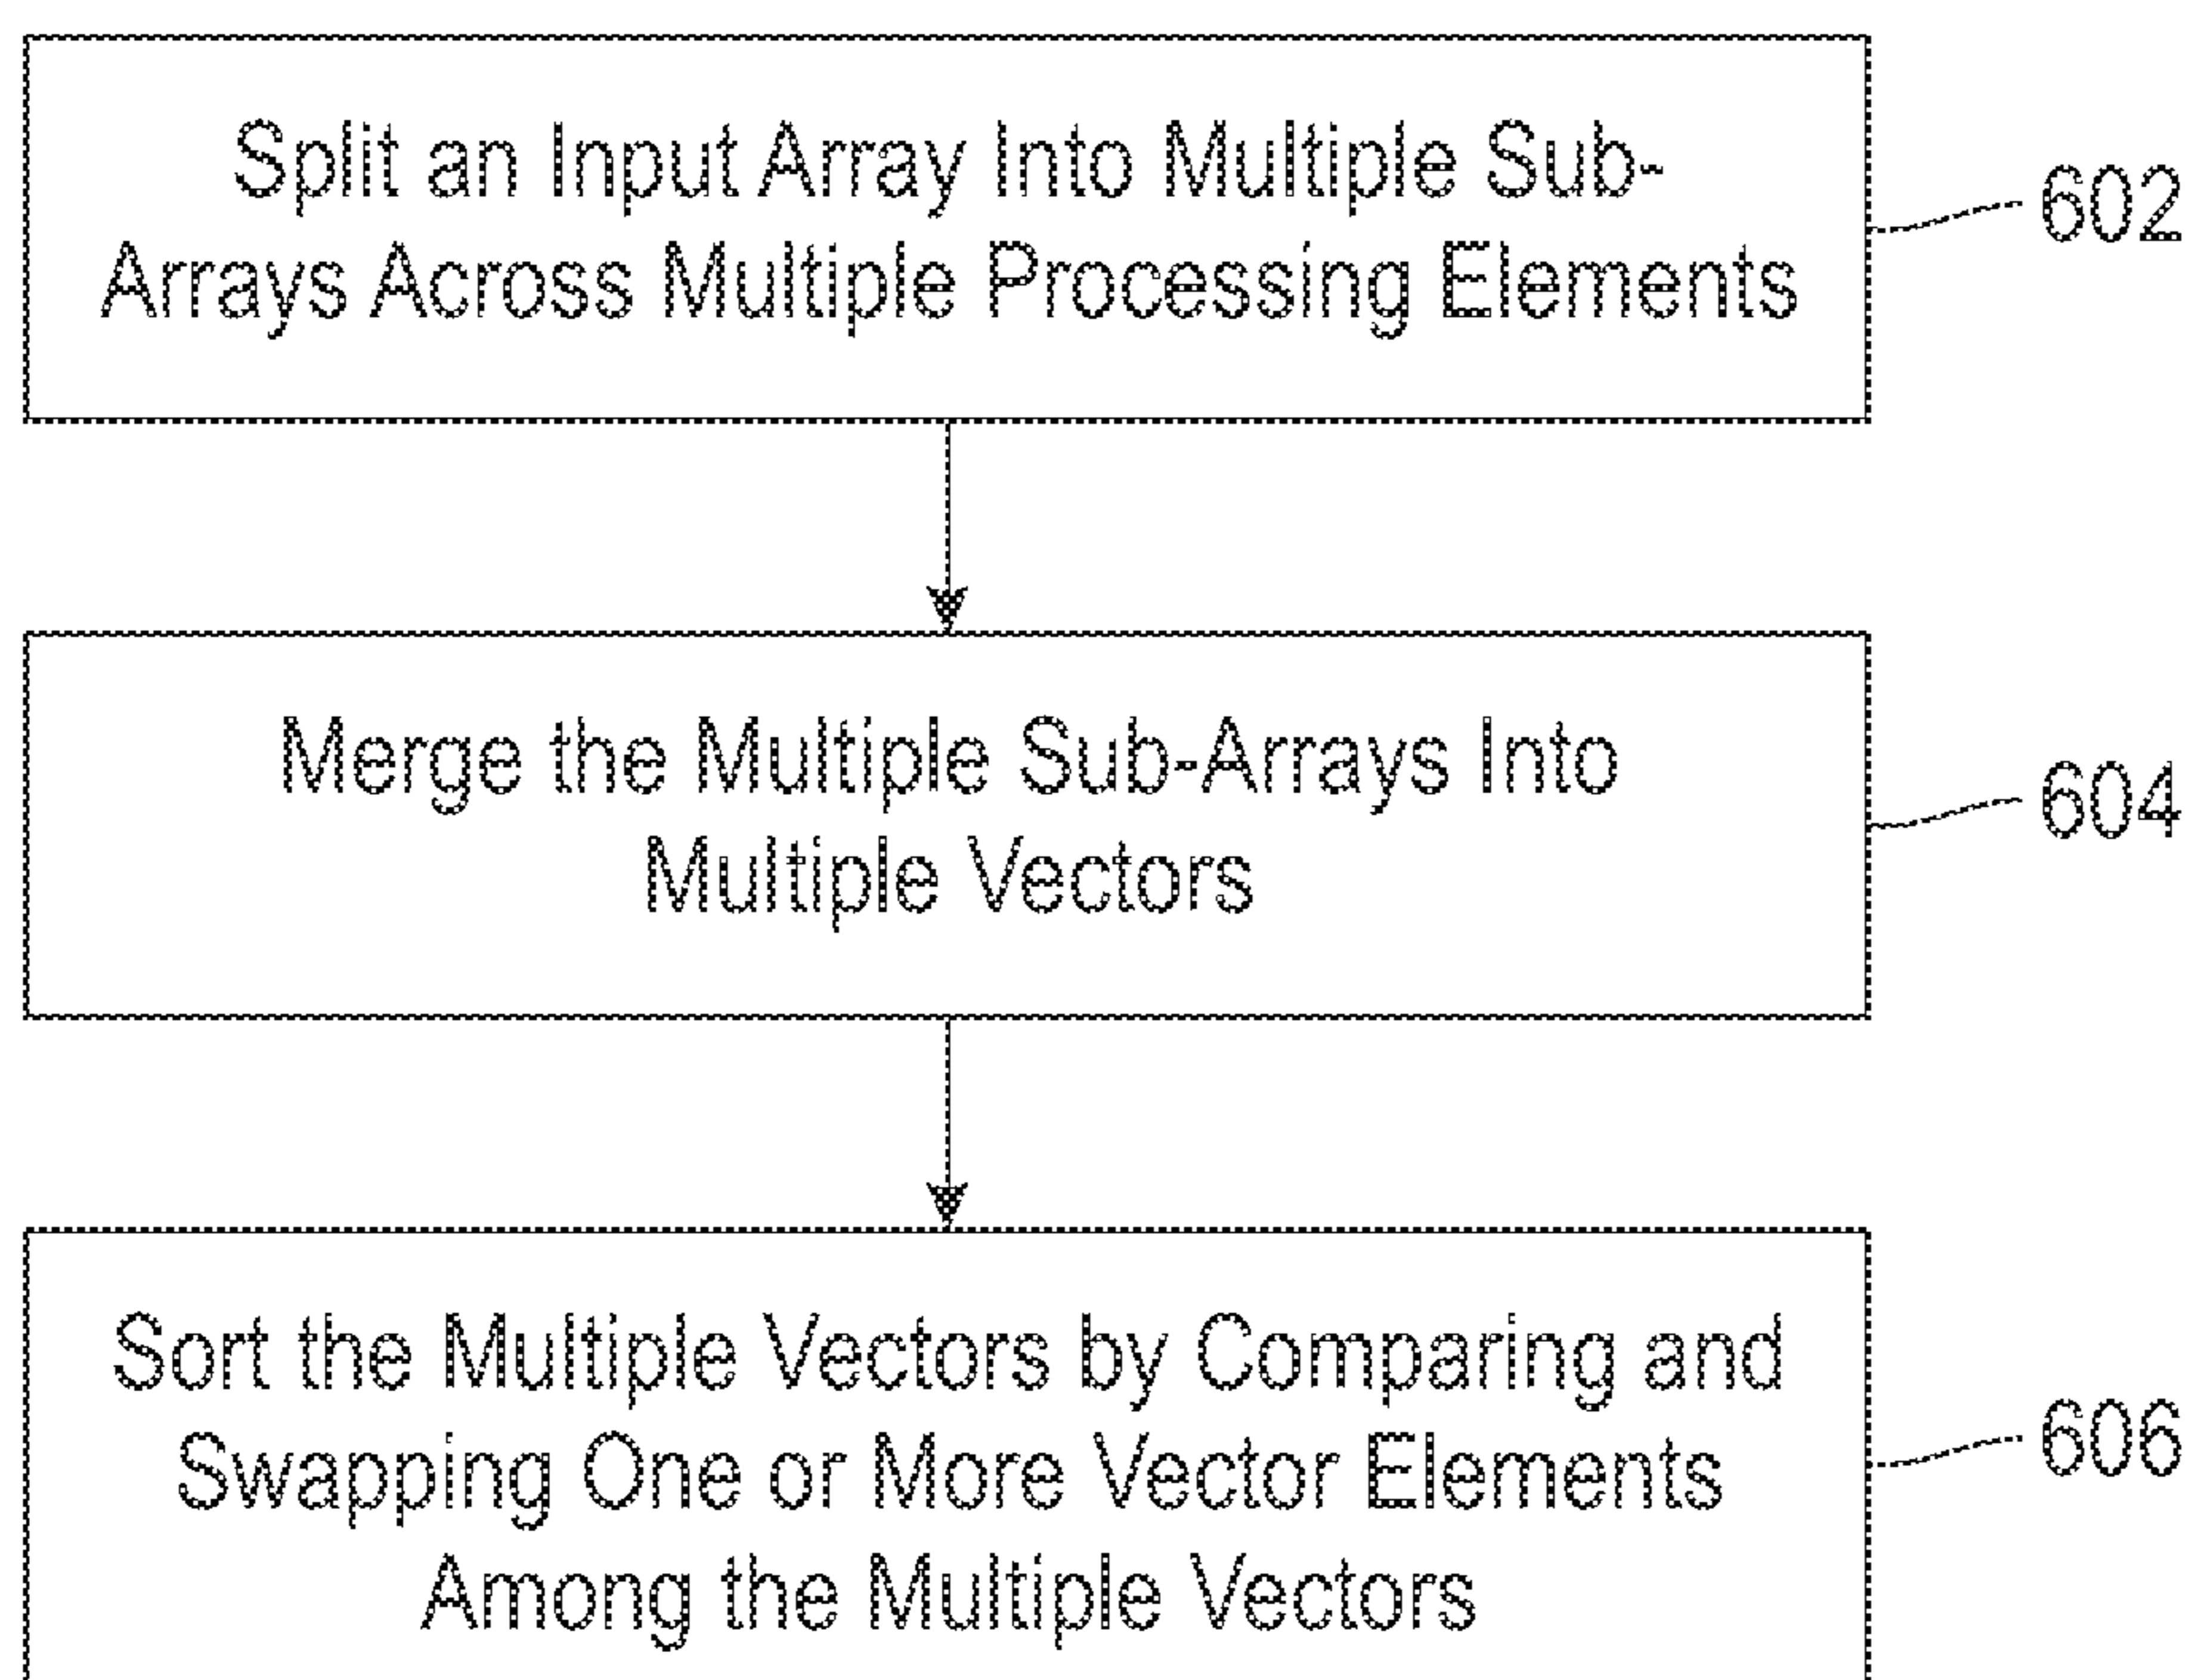 Split an Input Array Into Multiple Sub-
Arrays Across Multiple Processing Elements
602
Merge the Multiple Sub-Arrays Into
Multiple Vectors
604
Sort the Multiple Vectors by Comparing and
Swapping One or More Vector Elements
Among the Multiple Vectors
606